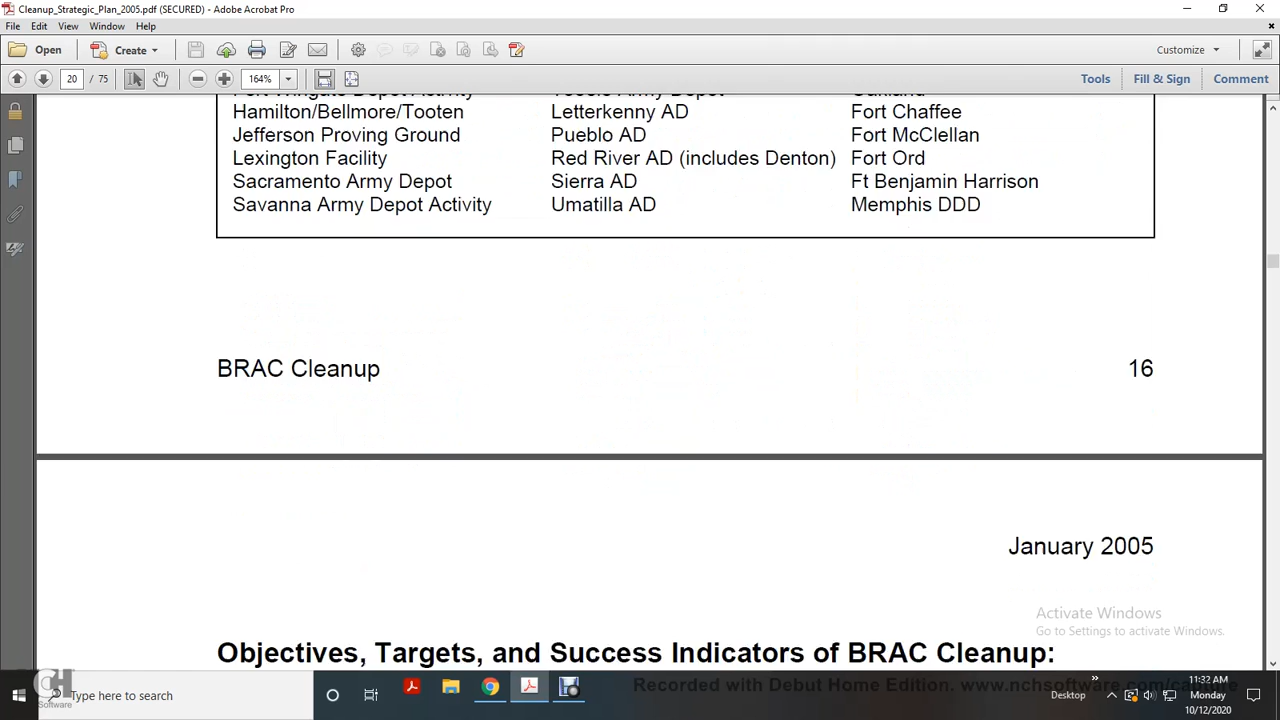 Cleanup_Strategic_Plan_2005.pdf (SECURED) - Adobe Acrobat Pro
File Edit View Window Help
Open Create Customize
20 / 75 164% Tools Fill & Sign Comment
Hamilton/Bellmore/Tooten Letterkenny AD Fort Chaffee
Jefferson Proving Ground Pueblo AD Fort McClellan
Lexington Facility Red River AD (includes Denton) Fort Ord
Sacramento Army Depot Sierra AD Ft Benjamin Harrison
Savanna Army Depot Activity Umatilla AD Memphis DDD
BRAC Cleanup 16
January 2005
Activate Windows
Go to Settings to activate Windows.
Objectives, Targets, and Success Indicators of BRAC Cleanup:
Recorded with Debut Home Edition. www.nchsoftware.com/capture
NCH Software
Type here to search
Desktop
11:32 AM
Monday
10/12/2020